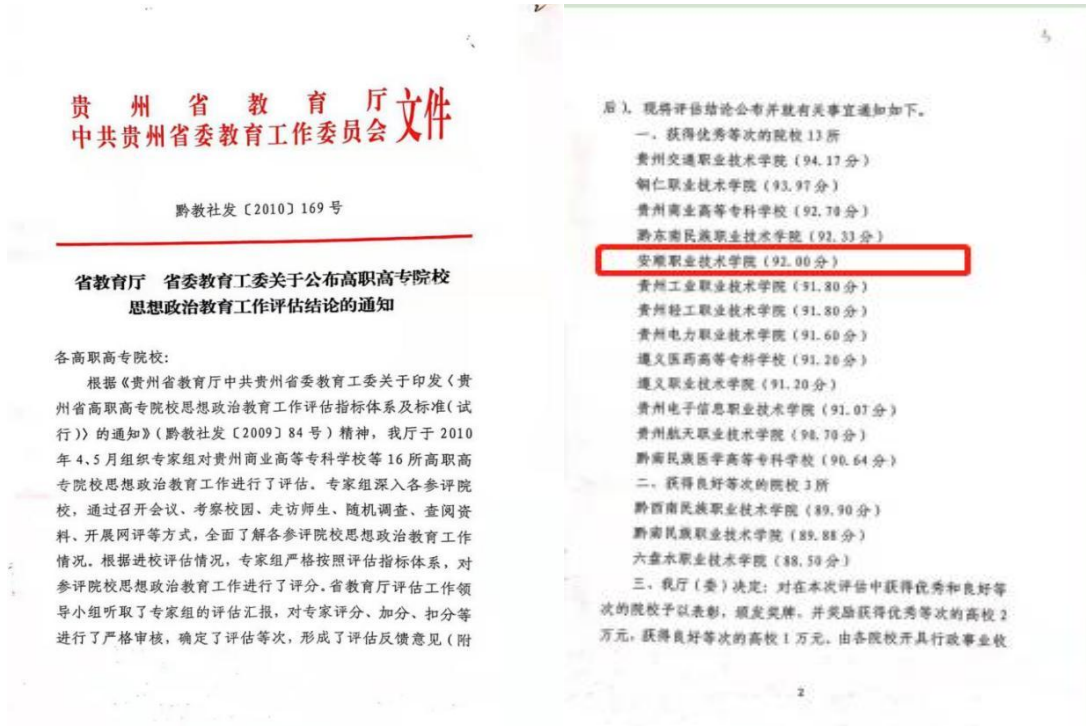 贵州省教育厅
中共贵州省委教育工作委员会
文件
黔教社发〔2010〕169号
省教育厅 省委教育工委关于公布高职高专院校
思想政治教育工作评估结论的通知
各高职高专院校:
根据《贵州省教育厅中共贵州省委教育工委关于印发〈贵
州省高职高专院校思想政治教育工作评估指标体系及标准(试
行)〉的通知》(黔教社发〔2009〕84号)精神，我厅于2010
年4、5月组织专家组对贵州商业高等专科学校等16所高职高
专院校思想政治教育工作进行了评估。专家组深入各参评院
校，通过召开会议、考察校园、走访师生、随机调查、查阅资
料、开展网评等方式，全面了解各参评院校思想政治教育工作
情况。根据进校评估情况，专家组严格按照评估指标体系，对
参评院校思想政治教育工作进行了评分。省教育厅评估工作领
导小组听取了专家组的评估汇报，对专家评分、加分、扣分等
进行了严格审核，确定了评估等次，形成了评估反馈意见(附
后)。现将评估结论公布并就有关事宜通知如下。
一、获得优秀等次的院校13所
贵州交通职业技术学院(94.17分)
铜仁职业技术学院(93.97分)
贵州商业高等专科学校(92.70分)
黔东南民族职业技术学院(92.33分)
安顺职业技术学院(92.00分)
贵州工业职业技术学院(91.80分)
贵州轻工职业技术学院(91.80分)
贵州电力职业技术学院(91.60分)
遵义医药高等专科学校(91.20分)
遵义职业技术学院(91.20分)
贵州电子信息职业技术学院(91.07分)
贵州航天职业技术学院(90.70分)
黔南民族医学高等专科学校(90.64分)
二、获得良好等次的院校3所
黔西南民族职业技术学院(89.90分)
黔南民族职业技术学院(89.88分)
六盘水职业技术学院(88.50分)
三、我厅(委)决定：对在本次评估中获得优秀和良好等
次的院校予以表彰，颁发奖牌，并奖励获得优秀等次的高校2
万元，获得良好等次的高校1万元。由各院校开具行政事业收
2